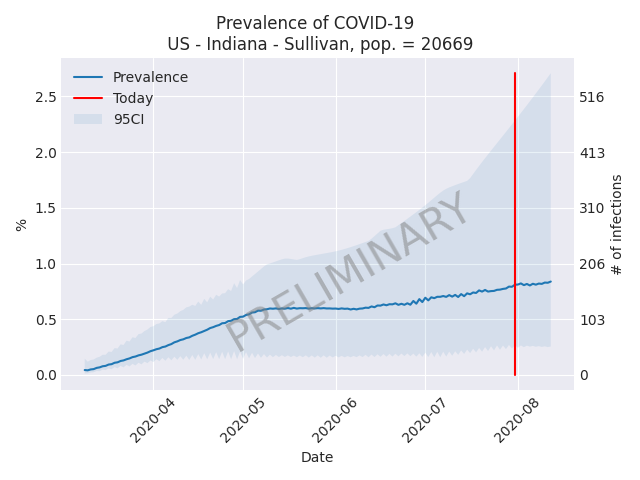 Prevalence of COVID-19
US - Indiana - Sullivan, pop. = 20669
Prevalence
Today
95CI
PRELIMINARY
2.5
2.0
1.5
1.0
0.5
0.0
%
516
413
310
206
103
0
# of infections
2020-04
2020-05
2020-06
2020-07
2020-08
Date